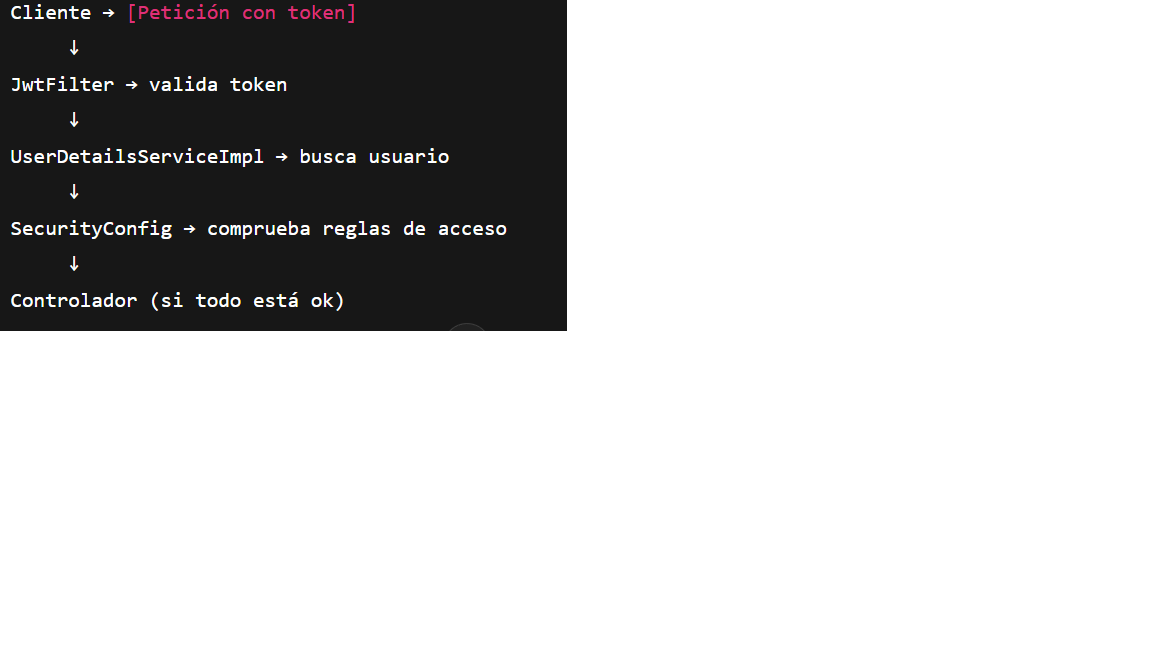 Cliente → [Petición con token]
↓
JwtFilter → valida token
↓
UserDetailsServiceImpl → busca usuario
↓
SecurityConfig → comprueba reglas de acceso
↓
Controlador (si todo está ok)